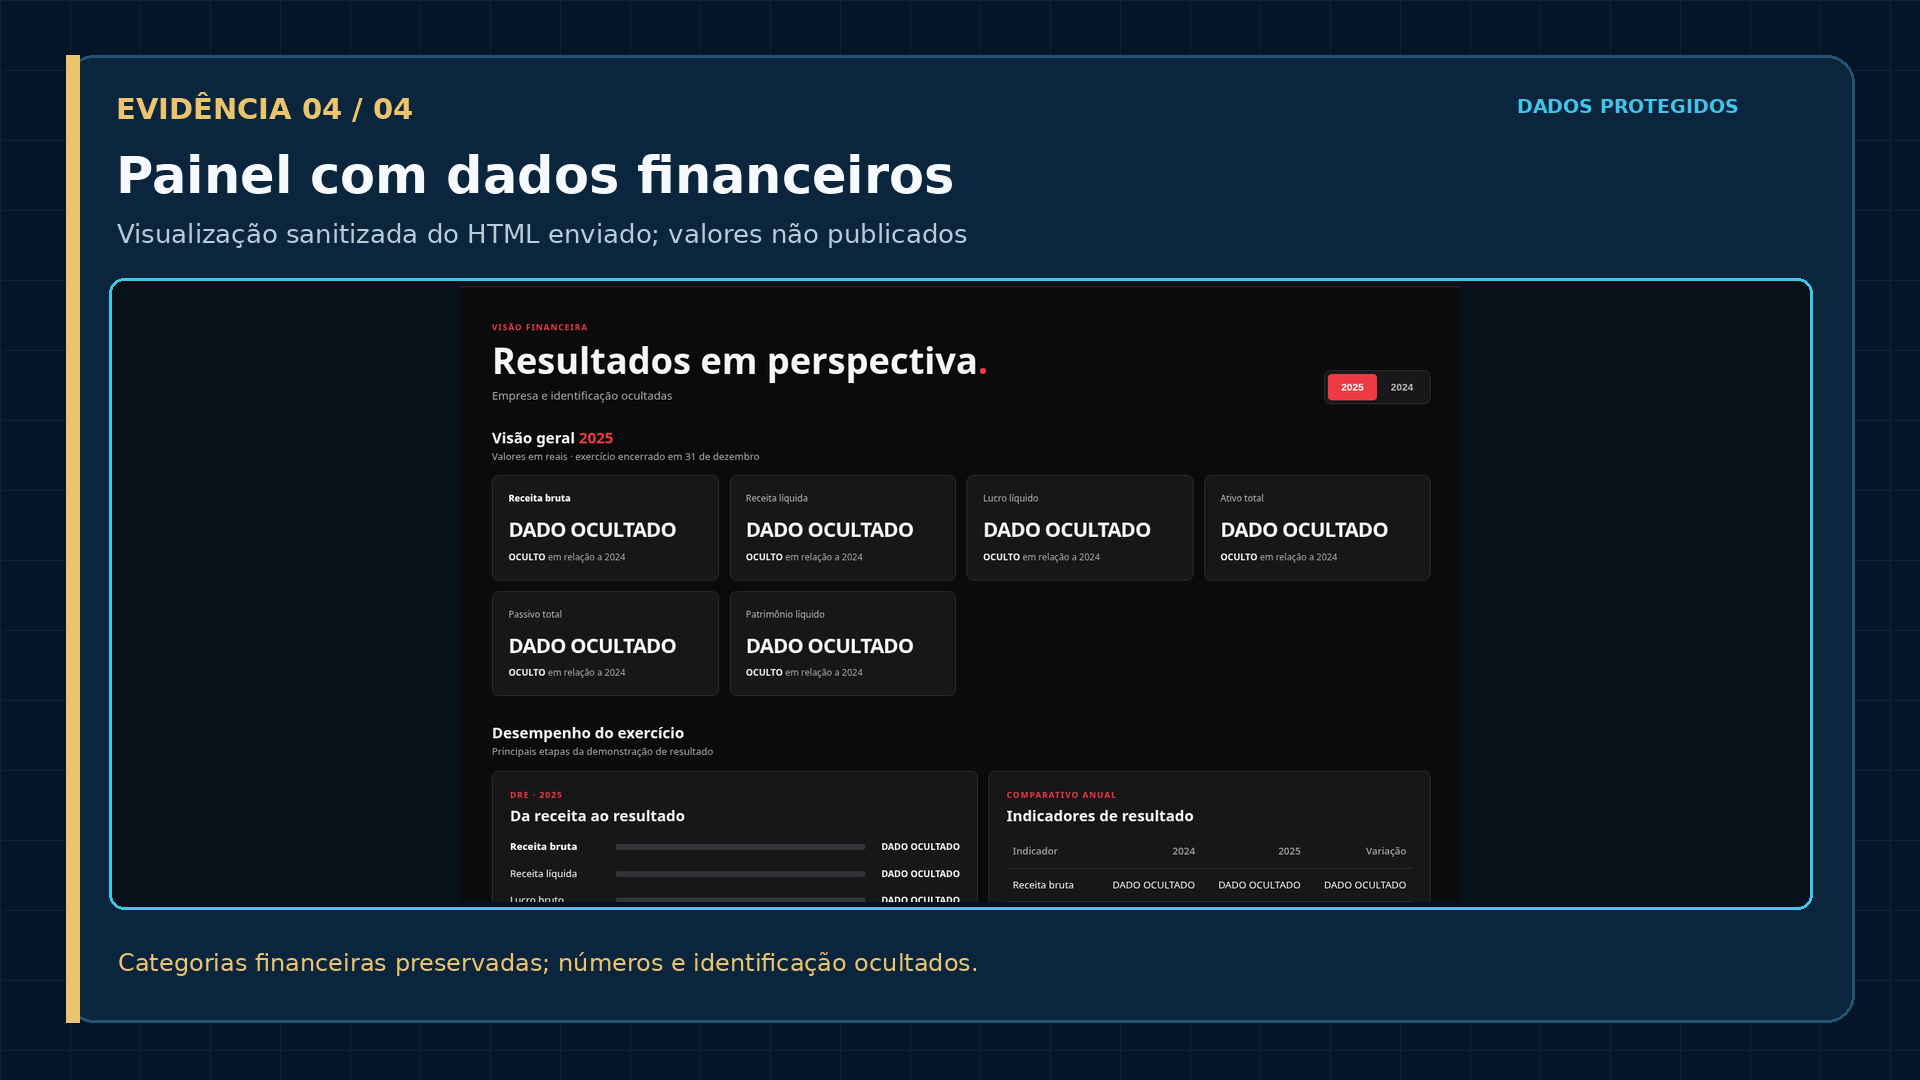 EVIDÊNCIA 04 / 04
DADOS PROTEGIDOS
Painel com dados financeiros
Visualização sanitizada do HTML enviado; valores não publicados
VISÃO FINANCEIRA
Resultados em perspectiva.
Empresa e identificação ocultadas
2025 2024
Visão geral 2025
Valores em reais · exercício encerrado em 31 de dezembro
Receita bruta
DADO OCULTADO
OCULTO em relação a 2024
Receita líquida
DADO OCULTADO
OCULTO em relação a 2024
Lucro líquido
DADO OCULTADO
OCULTO em relação a 2024
Ativo total
DADO OCULTADO
OCULTO em relação a 2024
Passivo total
DADO OCULTADO
OCULTO em relação a 2024
Patrimônio líquido
DADO OCULTADO
OCULTO em relação a 2024
Desempenho do exercício
Principais etapas da demonstração de resultado
DRE · 2025
Da receita ao resultado
Receita bruta DADO OCULTADO
Receita líquida DADO OCULTADO
Lucro bruto DADO OCULTADO
COMPARATIVO ANUAL
Indicadores de resultado
Indicador 2024 2025 Variação
Receita bruta DADO OCULTADO DADO OCULTADO DADO OCULTADO
Categorias financeiras preservadas; números e identificação ocultados.